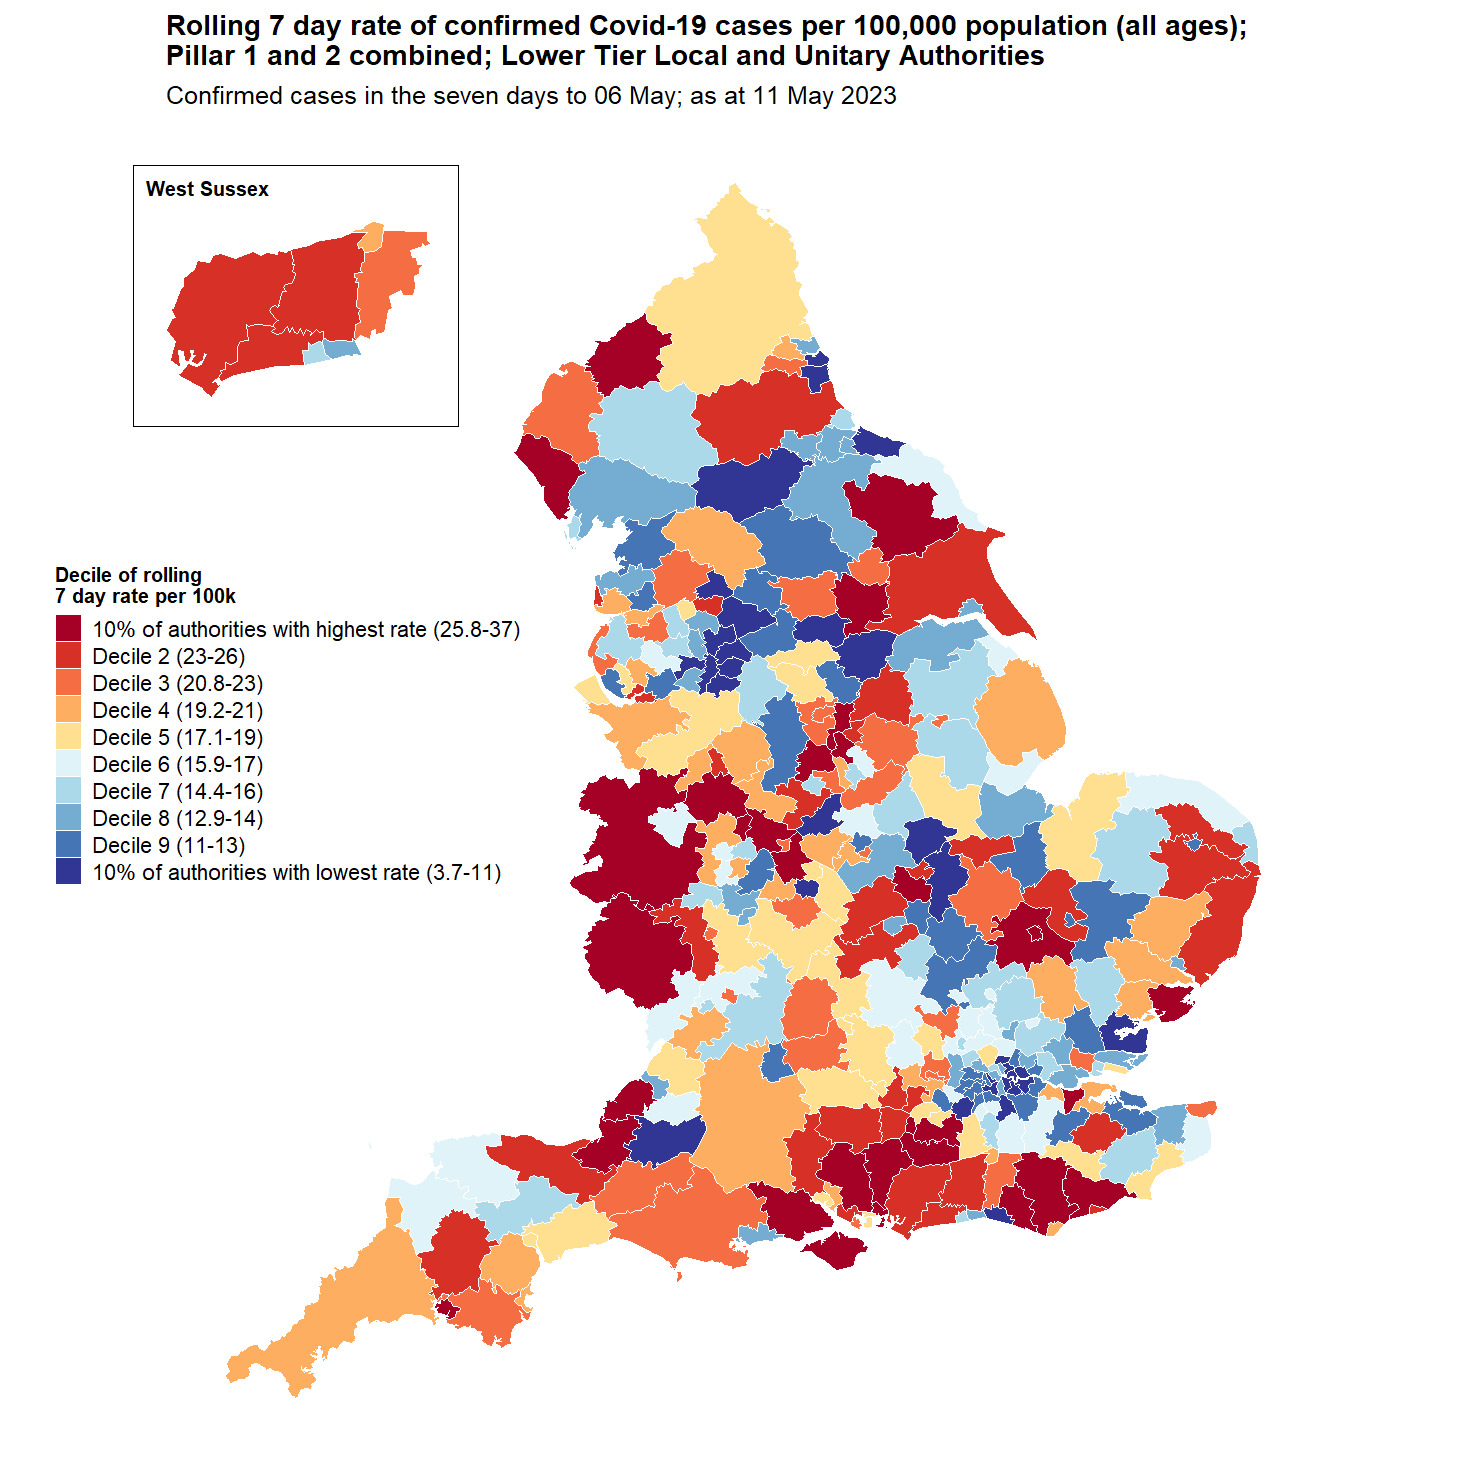 Rolling 7 day rate of confirmed Covid-19 cases per 100,000 population (all ages);
Pillar 1 and 2 combined; Lower Tier Local and Unitary Authorities
Confirmed cases in the seven days to 06 May; as at 11 May 2023
West Sussex
Decile of rolling
7 day rate per 100k
10% of authorities with highest rate (25.8-37)
Decile 2 (23-26)
Decile 3 (20.8-23)
Decile 4 (19.2-21)
Decile 5 (17.1-19)
Decile 6 (15.9-17)
Decile 7 (14.4-16)
Decile 8 (12.9-14)
Decile 9 (11-13)
10% of authorities with lowest rate (3.7-11)